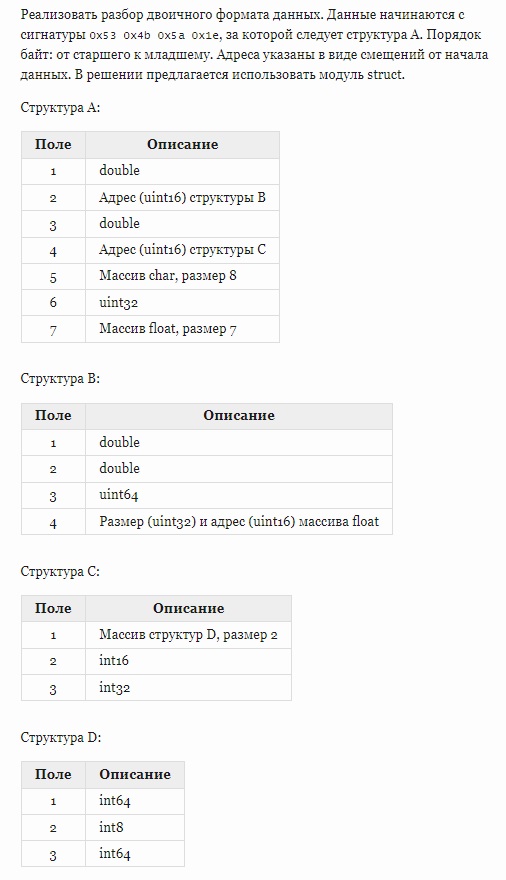 Реализовать разбор двоичного формата данных. Данные начинаются с
сигнатуры 0x53 0x4b 0x5a 0x1e, за которой следует структура A. Порядок
байт: от старшего к младшему. Адреса указаны в виде смещений от начала
данных. В решении предлагается использовать модуль struct.
Структура A:
Поле Описание
1 double
2 Адрес (uint16) структуры B
3 double
4 Адрес (uint16) структуры C
5 Массив char, размер 8
6 uint32
7 Массив float, размер 7
Структура B:
Поле Описание
1 double
2 double
3 uint64
4 Размер (uint32) и адрес (uint16) массива float
Структура C:
Поле Описание
1 Массив структур D, размер 2
2 int16
3 int32
Структура D:
Поле Описание
1 int64
2 int8
3 int64